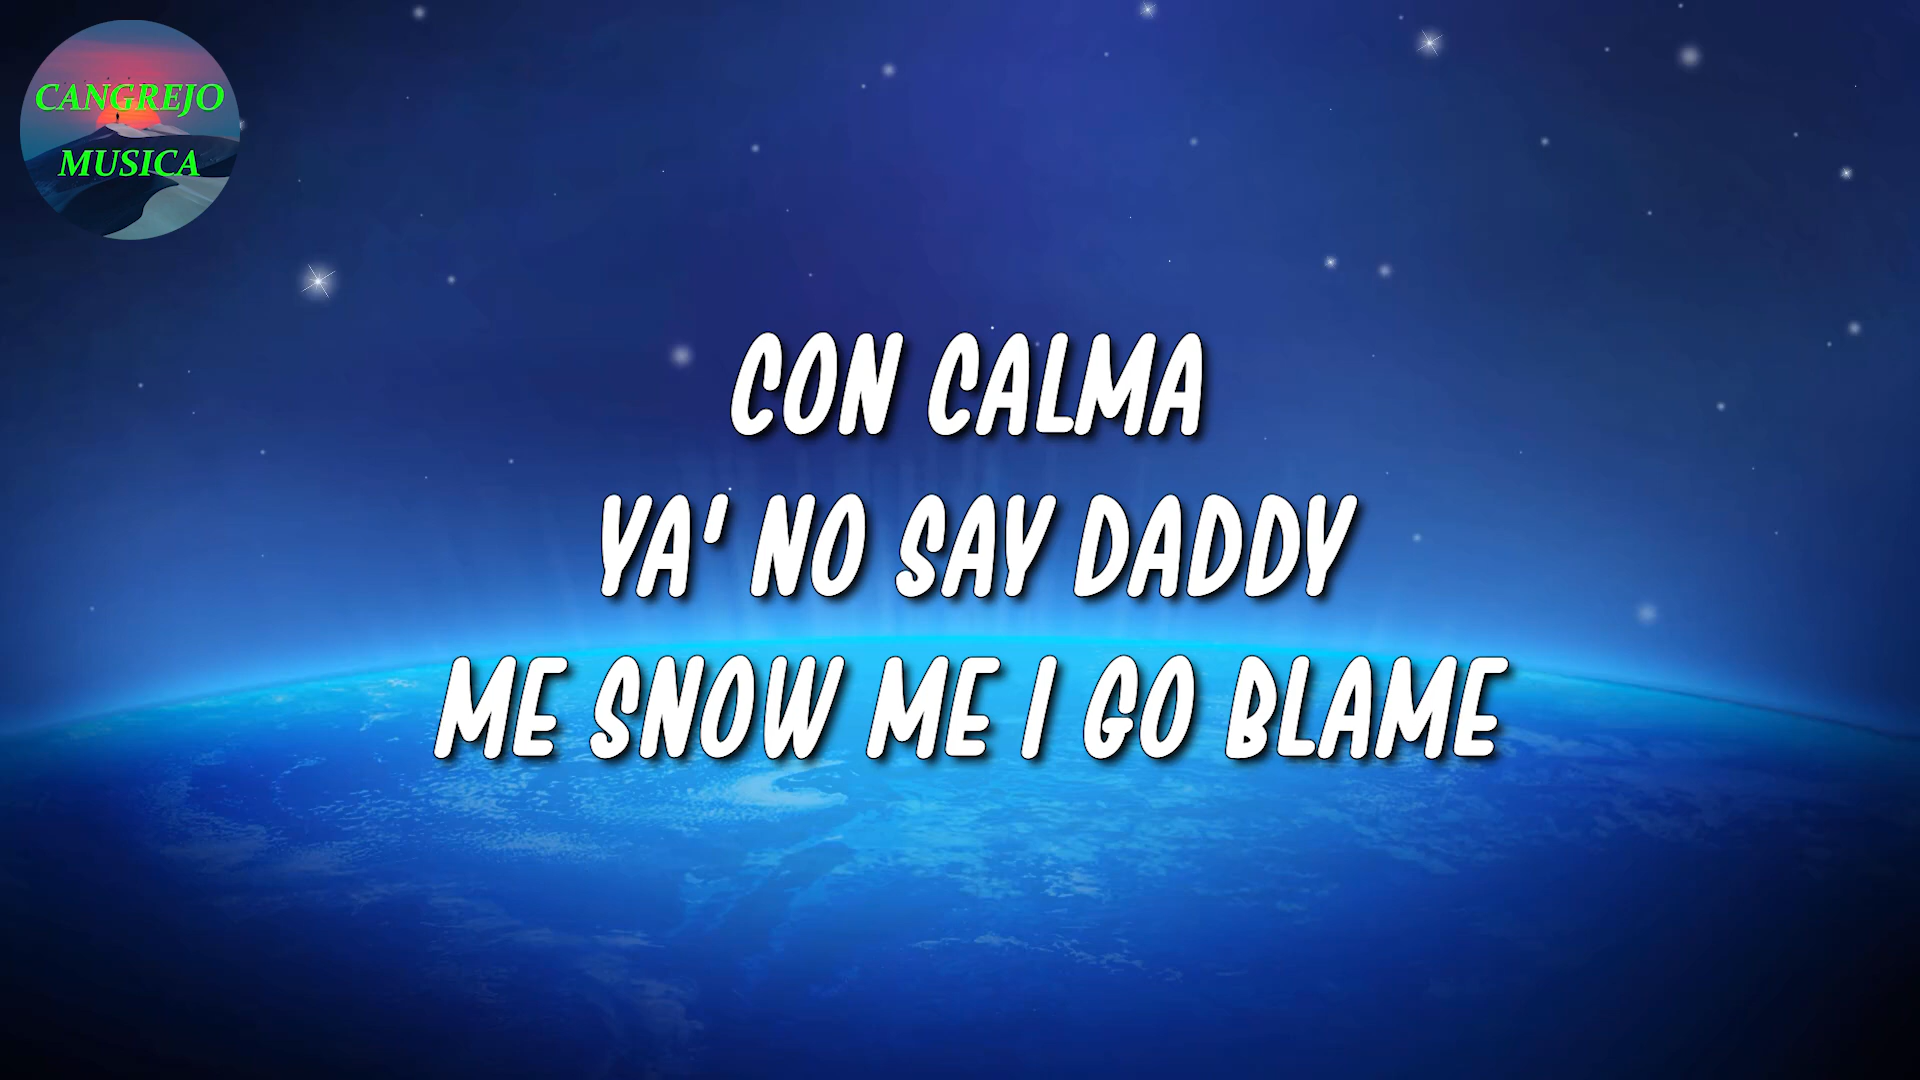 CANGREJO
MUSICA
CON CALMA
YA' NO SAY DADDY
ME SNOW ME I GO BLAME